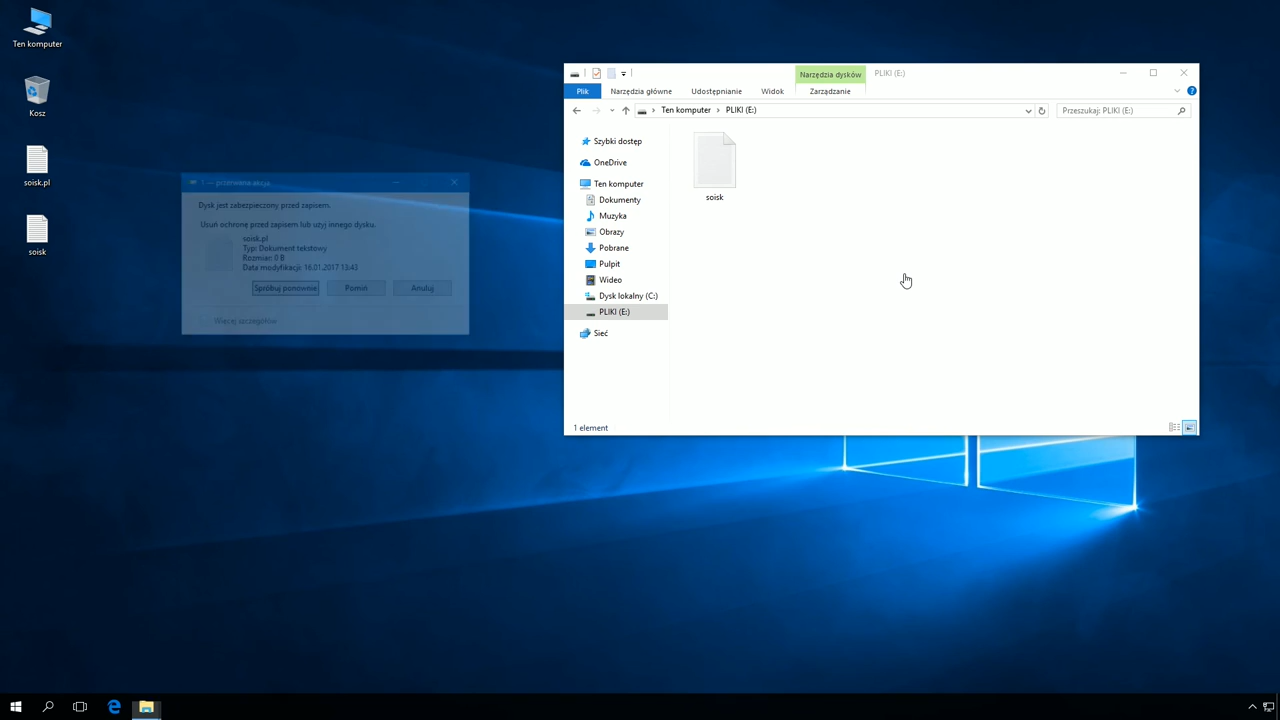 Ten komputer
Kosz
soisk.pl
soisk
1 — przerwana akcja
Dysk jest zabezpieczony przed zapisem.
Usuń ochronę przed zapisem lub użyj innego dysku.
soisk.pl
Typ: Dokument tekstowy
Rozmiar: 0 B
Data modyfikacji: 16.01.2017 13:43
Spróbuj ponownie
Pomiń
Anuluj
Więcej szczegółów
Narzędzia dysków
PLIKI (E:)
Plik
Narzędzia główne
Udostępnianie
Widok
Zarządzanie
Ten komputer
PLIKI (E:)
Przeszukaj: PLIKI (E:)
Szybki dostęp
OneDrive
Ten komputer
Dokumenty
Muzyka
Obrazy
Pobrane
Pulpit
Wideo
Dysk lokalny (C:)
PLIKI (E:)
Sieć
soisk
1 element